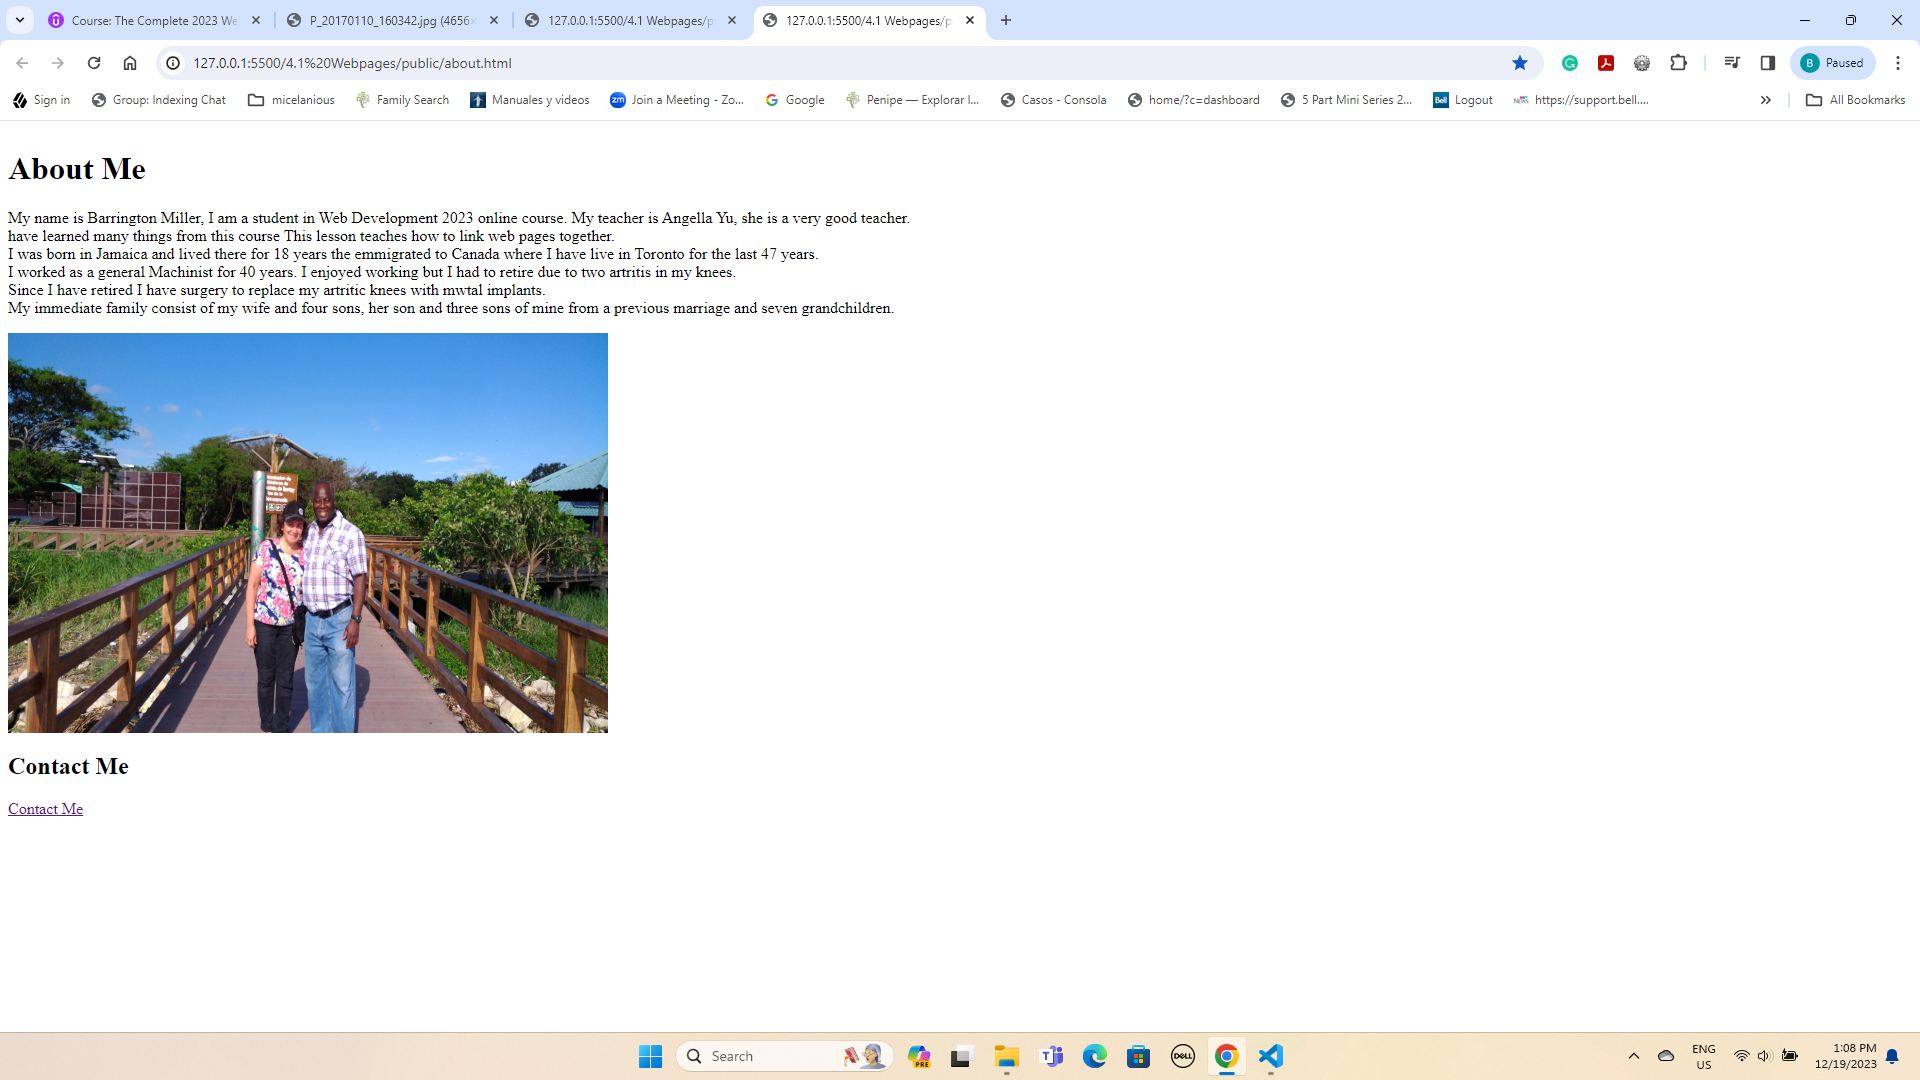 Course: The Complete 2023 We
P_20170110_160342.jpg (4656×
127.0.0.1:5500/4.1 Webpages/p
127.0.0.1:5500/4.1 Webpages/p
127.0.0.1:5500/4.1%20Webpages/public/about.html
B Paused
Sign in
Group: Indexing Chat
micelanious
Family Search
Manuales y videos
zm Join a Meeting - Zo...
Google
Penipe — Explorar l...
Casos - Consola
home/?c=dashboard
5 Part Mini Series 2...
Bell Logout
https://support.bell....
All Bookmarks
About Me
My name is Barrington Miller, I am a student in Web Development 2023 online course. My teacher is Angella Yu, she is a very good teacher.
have learned many things from this course This lesson teaches how to link web pages together.
I was born in Jamaica and lived there for 18 years the emmigrated to Canada where I have live in Toronto for the last 47 years.
I worked as a general Machinist for 40 years. I enjoyed working but I had to retire due to two artritis in my knees.
Since I have retired I have surgery to replace my artritic knees with mwtal implants.
My immediate family consist of my wife and four sons, her son and three sons of mine from a previous marriage and seven grandchildren.
Contact Me
Contact Me
Search
PRE
DELL
ENG
US
1:08 PM
12/19/2023